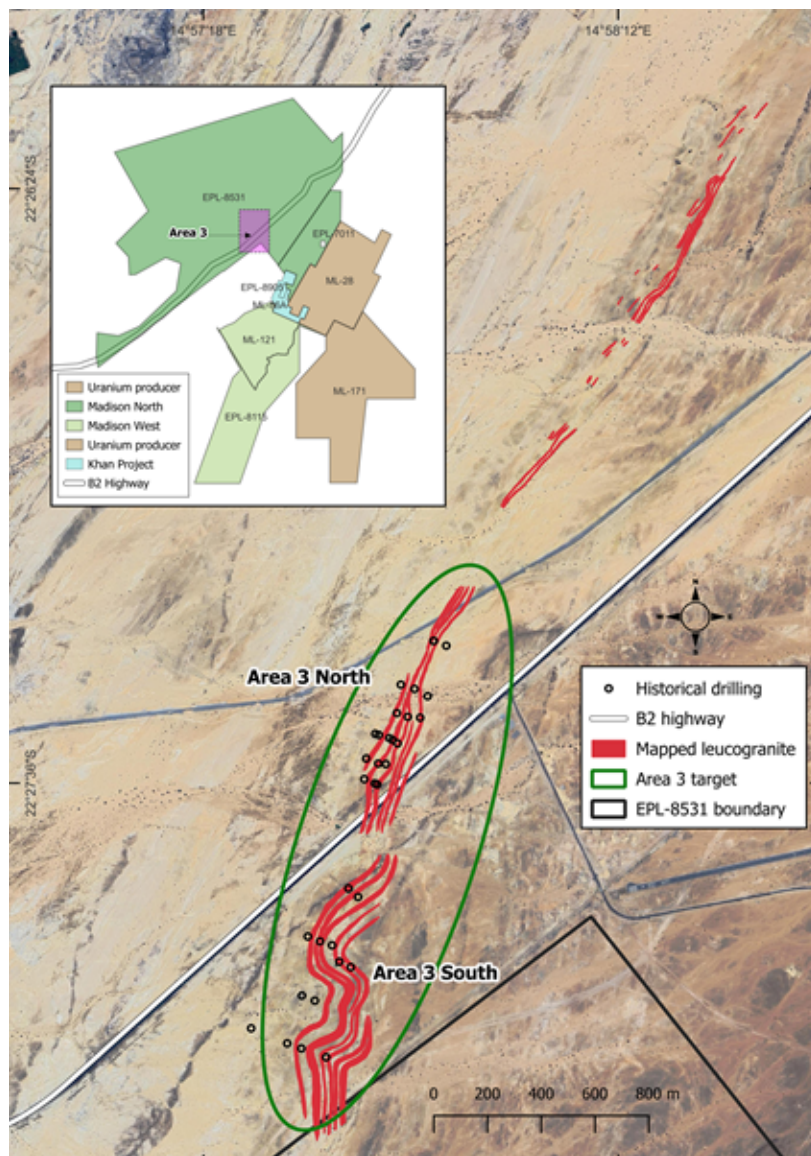 14°57'18"E
14°58'12"E
22°26'24"S
EPL-8531
Area 3
EPL-7011
ML-28
ML-121
ML-171
EPL-8115
Uranium producer
Madison North
Madison West
Uranium producer
Khan Project
B2 Highway
N
Area 3 North
Historical drilling
B2 highway
Mapped leucogranite
Area 3 target
EPL-8531 boundary
22°27'36"S
Area 3 South
0 200 400 600 800 m